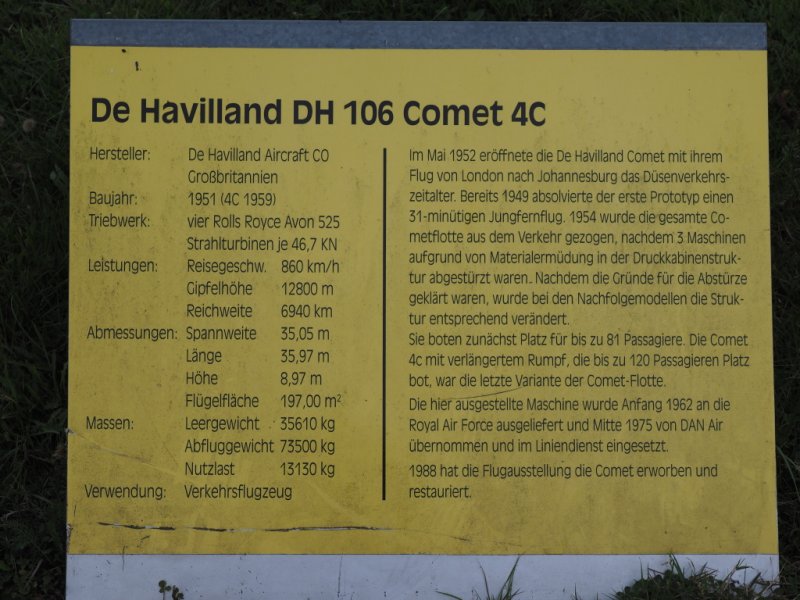 De Havilland DH 106 Comet 4C
Hersteller: De Havilland Aircraft CO
Großbritannien
Baujahr: 1951 (4C 1959)
Triebwerk: vier Rolls Royce Avon 525
Strahlturbinen je 46,7 KN
Leistungen: Reisegeschw. 860 km/h
Gipfelhöhe 12800 m
Reichweite 6940 km
Abmessungen: Spannweite 35,05 m
Länge 35,97 m
Höhe 8,97 m
Flügelfläche 197,00 m²
Massen: Leergewicht 35610 kg
Abfluggewicht 73500 kg
Nutzlast 13130 kg
Verwendung: Verkehrsflugzeug
Im Mai 1952 eröffnete die De Havilland Comet mit ihrem
Flug von London nach Johannesburg das Düsenverkehrs-
zeitalter. Bereits 1949 absolvierte der erste Prototyp einen
31-minütigen Jungfernflug. 1954 wurde die gesamte Co-
metflotte aus dem Verkehr gezogen, nachdem 3 Maschinen
aufgrund von Materialermüdung in der Druckkabinenstruk-
tur abgestürzt waren. Nachdem die Gründe für die Abstürze
geklärt waren, wurde bei den Nachfolgemodellen die Struk-
tur entsprechend verändert.
Sie boten zunächst Platz für bis zu 81 Passagiere. Die Comet
4c mit verlängertem Rumpf, die bis zu 120 Passagieren Platz
bot, war die letzte Variante der Comet-Flotte.
Die hier ausgestellte Maschine wurde Anfang 1962 an die
Royal Air Force ausgeliefert und Mitte 1975 von DAN Air
übernommen und im Liniendienst eingesetzt.
1988 hat die Flugausstellung die Comet erworben und
restauriert.